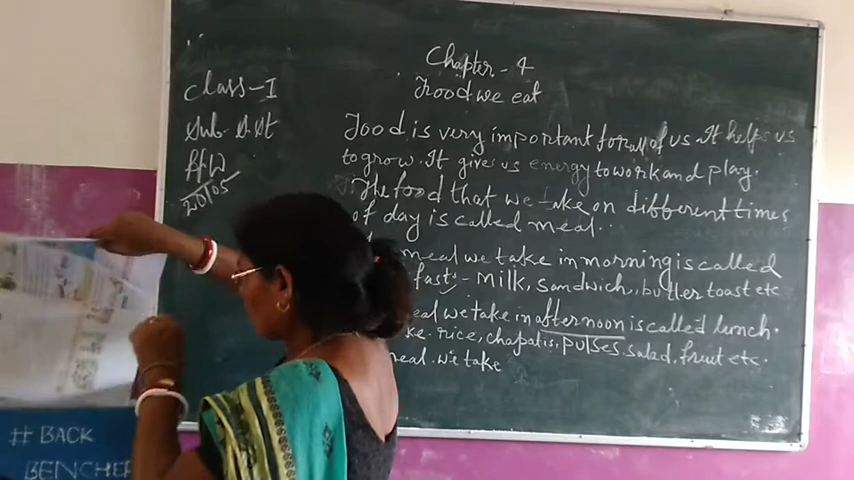 Chapter - 4
Food we eat
Class - I
Sub - S.St
20/05
Food is very important for all of us. It helps us
to grow. It gives us energy to work and play.
The food that we take on different times
of day is called meal.
meal we take in morning is called
fast - milk, sandwich, butter toast etc
we take in afternoon is called lunch.
rice, chapatis, pulses, salad, fruit etc.
meal we take
# BACK
BENCHE